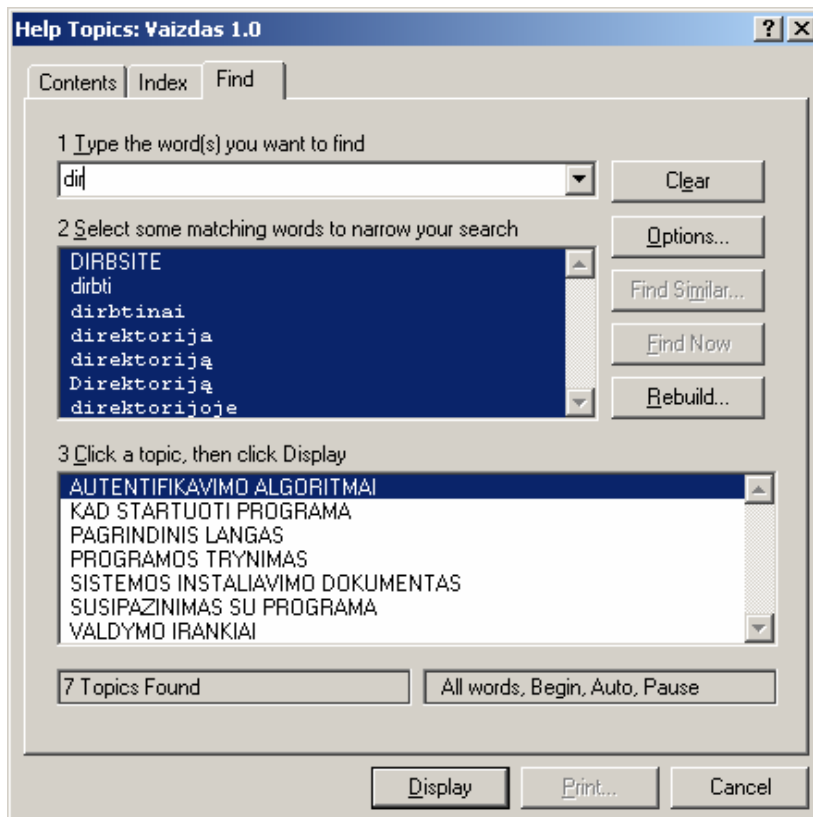 Help Topics: Vaizdas 1.0
Contents Index Find
1 Type the word(s) you want to find
dir
Clear
2 Select some matching words to narrow your search
Options...
DIRBSITE
dirbti
dirbtinai
direktorija
direktoriją
Direktoriją
direktorijoje
Find Similar...
Find Now
Rebuild...
3 Click a topic, then click Display
AUTENTIFIKAVIMO ALGORITMAI
KAD STARTUOTI PROGRAMA
PAGRINDINIS LANGAS
PROGRAMOS TRYNIMAS
SISTEMOS INSTALIAVIMO DOKUMENTAS
SUSIPAZINIMAS SU PROGRAMA
VALDYMO IRANKIAI
7 Topics Found
All words, Begin, Auto, Pause
Display Print... Cancel